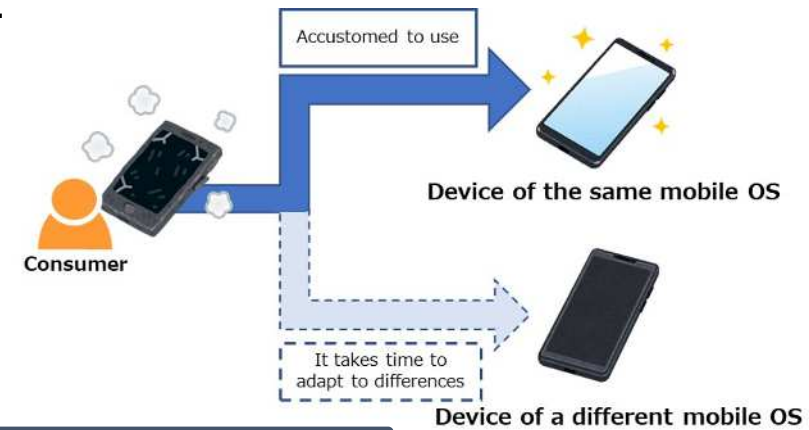 Accustomed to use
Device of the same mobile OS
Consumer
It takes time to
adapt to differences
Device of a different mobile OS